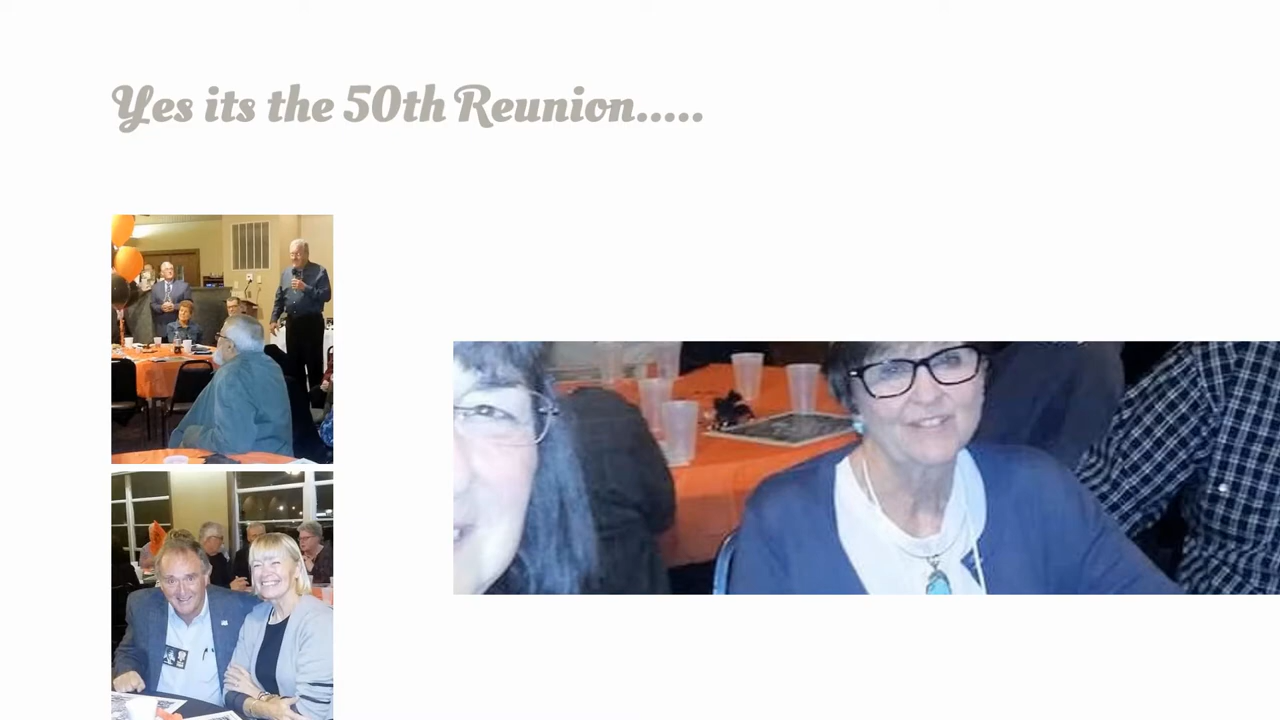 Yes its the 50th Reunion.....